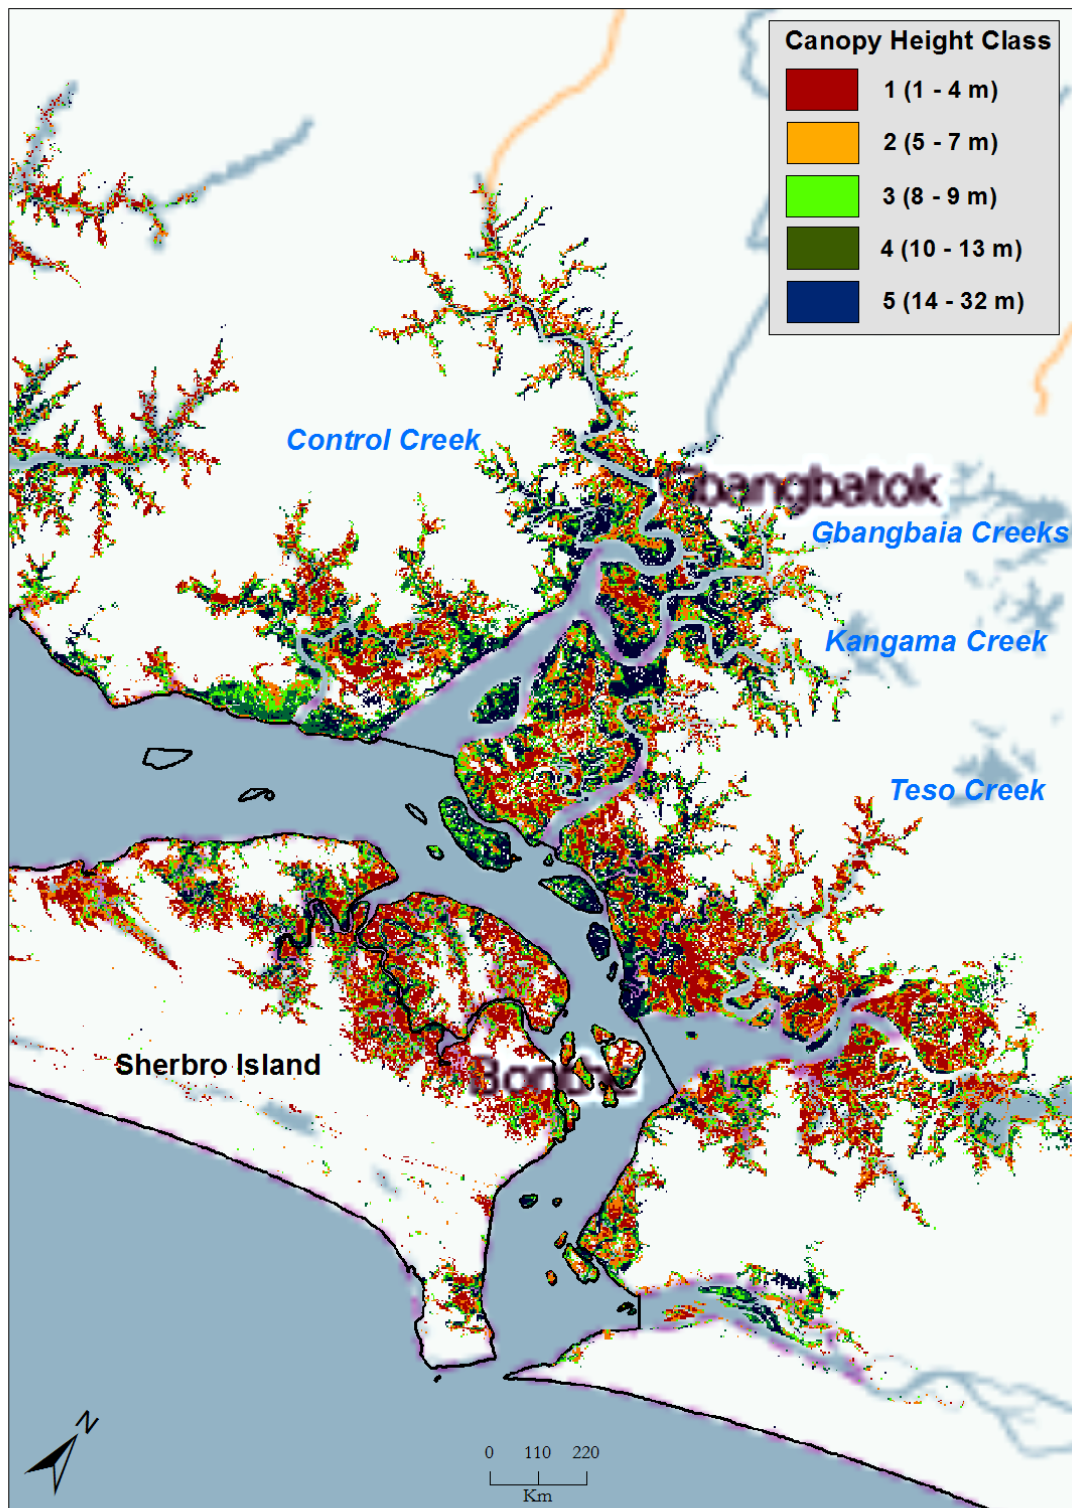 Canopy Height Class
1 (1 - 4 m)
2 (5 - 7 m)
3 (8 - 9 m)
4 (10 - 13 m)
5 (14 - 32 m)
Control Creek
Gbangbatok
Gbangbaia Creeks
Kangama Creek
Teso Creek
Sherbro Island
Bonthe
N
0 110 220
Km